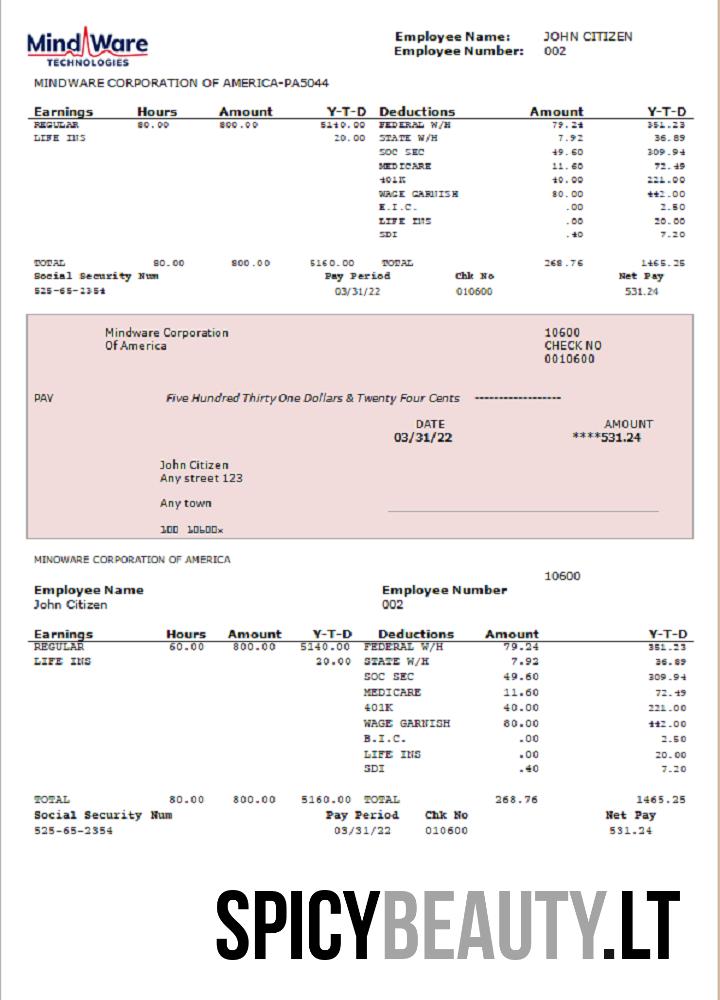 MindWare
TECHNOLOGIES
Employee Name: JOHN CITIZEN
Employee Number: 002
MINDWARE CORPORATION OF AMERICA-PA5044
Earnings Hours Amount Y-T-D Deductions Amount Y-T-D
REGULAR 80.00 800.00 5140.00 FEDERAL W/H 79.24 351.23
LIFE INS 20.00 STATE W/H 7.92 36.89
SOC SEC 49.60 309.94
MEDICARE 11.60 72.49
401K 40.00 221.00
WAGE GARNISH 80.00 442.00
E.I.C. .00 2.50
LIFE INS .00 20.00
SDI .40 7.20
TOTAL 80.00 800.00 5160.00 TOTAL 268.76 1465.25
Social Security Num Pay Period Chk No Net Pay
525-65-2354 03/31/22 010600 531.24
Mindware Corporation 10600
Of America CHECK NO
0010600
PAY Five Hundred Thirty One Dollars & Twenty Four Cents ------------------
DATE AMOUNT
03/31/22 ****531.24
John Citizen
Any street 123
Any town
100 10600x
MINOWARE CORPORATION OF AMERICA
10600
Employee Name Employee Number
John Citizen 002
Earnings Hours Amount Y-T-D Deductions Amount Y-T-D
REGULAR 60.00 800.00 5140.00 FEDERAL W/H 79.24 351.23
LIFE INS 20.00 STATE W/H 7.92 36.89
SOC SEC 49.60 309.94
MEDICARE 11.60 72.49
401K 40.00 221.00
WAGE GARNISH 80.00 442.00
B.I.C. .00 2.50
LIFE INS .00 20.00
SDI .40 7.20
TOTAL 80.00 800.00 5160.00 TOTAL 268.76 1465.25
Social Security Num Pay Period Chk No Net Pay
525-65-2354 03/31/22 010600 531.24
SPICYBEAUTY.LT